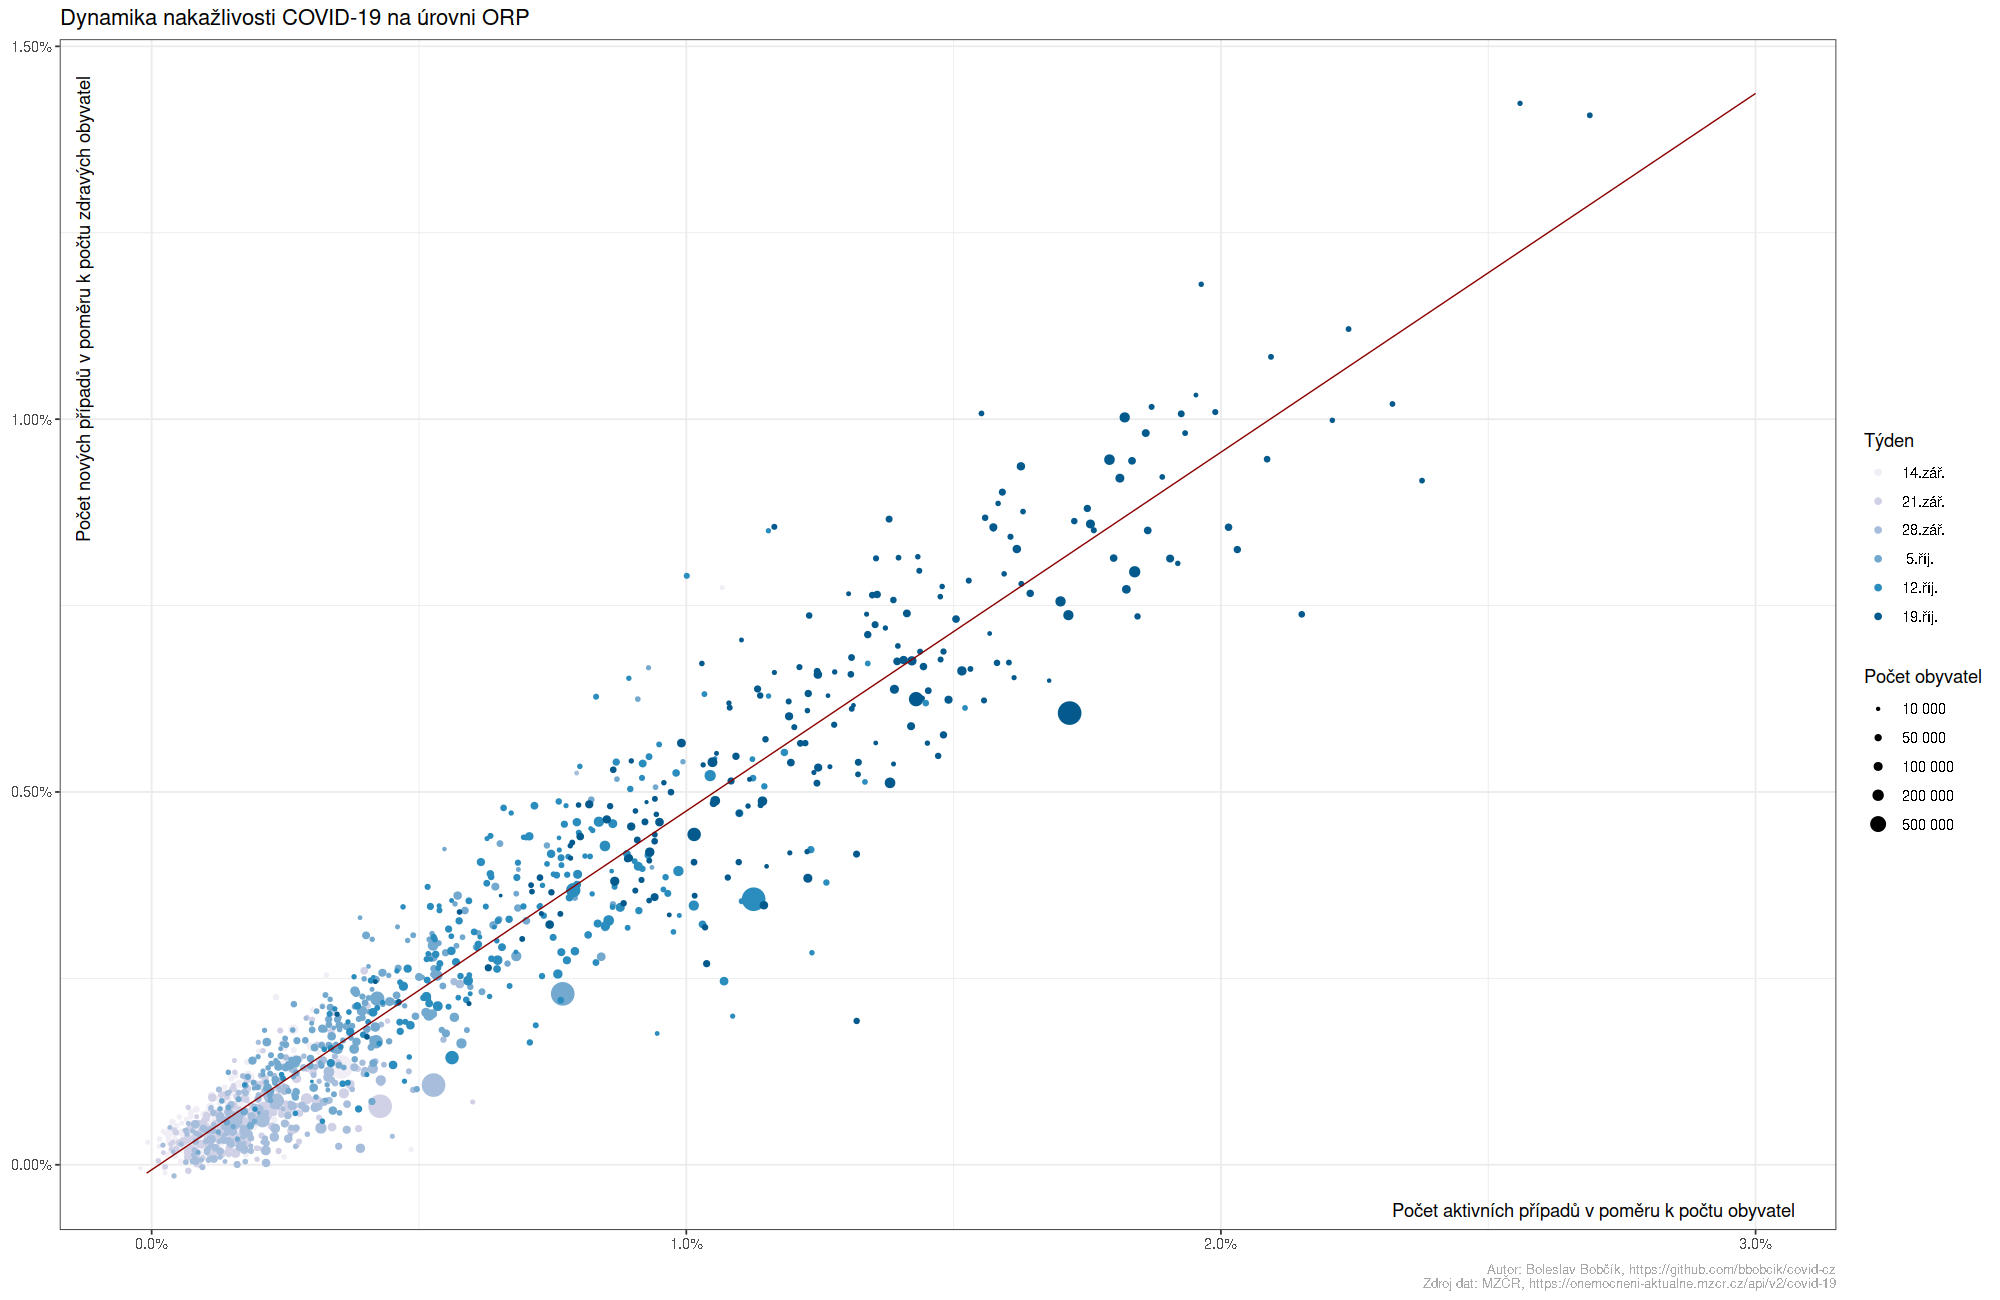 Dynamika nakažlivosti COVID-19 na úrovni ORP
1.50%
1.00%
0.50%
0.00%
Počet nových případů v poměru k počtu zdravých obyvatel
Týden
14.zář.
21.zář.
28.zář.
5.říj.
12.říj.
19.říj.
Počet obyvatel
10 000
50 000
100 000
200 000
500 000
Počet aktivních případů v poměru k počtu obyvatel
0.0%
1.0%
2.0%
3.0%
Autor: Boleslav Bobčík, https://github.com/bbobcik/covid-cz
Zdroj dat: MZČR, https://onemocneni-aktualne.mzcr.cz/api/v2/covid-19